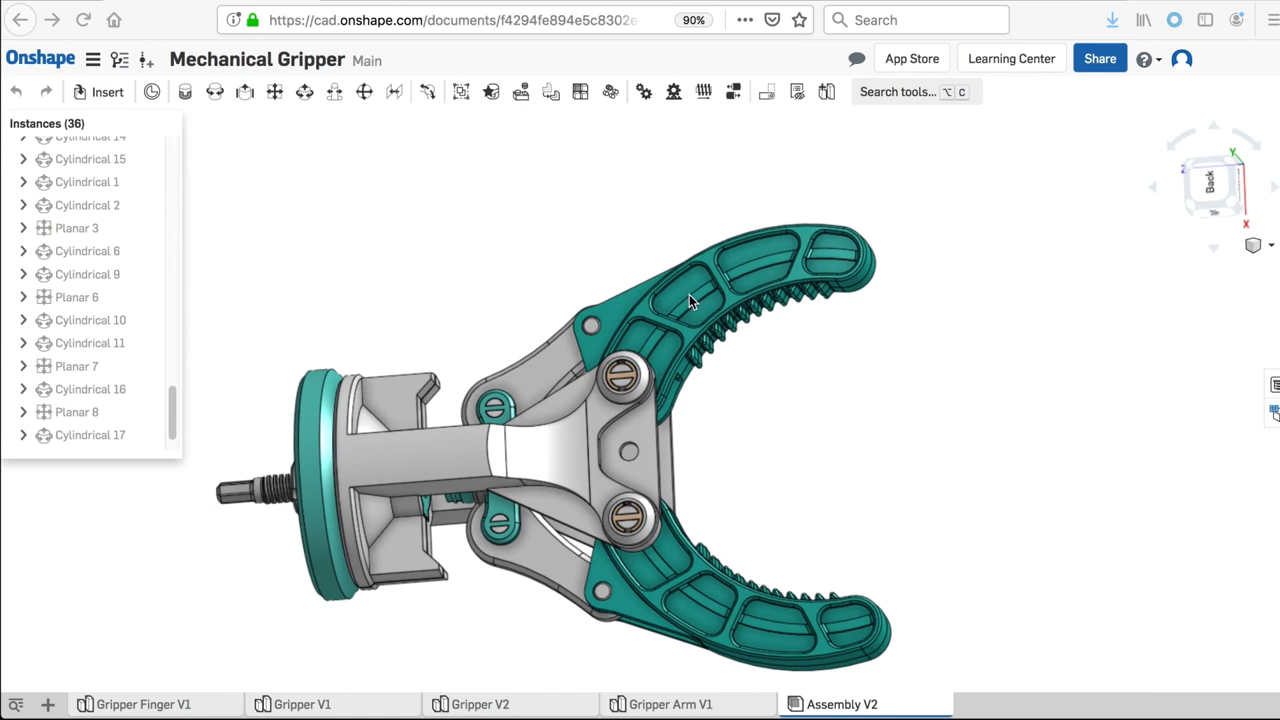 https://cad.onshape.com/documents/f4294fe894e5c8302e
90%
Search
Onshape
Mechanical Gripper Main
App Store
Learning Center
Share
Insert
Search tools... ⌥ C
Instances (36)
Cylindrical 14
Cylindrical 15
Cylindrical 1
Cylindrical 2
Planar 3
Cylindrical 6
Cylindrical 9
Planar 6
Cylindrical 10
Cylindrical 11
Planar 7
Cylindrical 16
Planar 8
Cylindrical 17
Y
Z
Back
X
Gripper Finger V1
Gripper V1
Gripper V2
Gripper Arm V1
Assembly V2